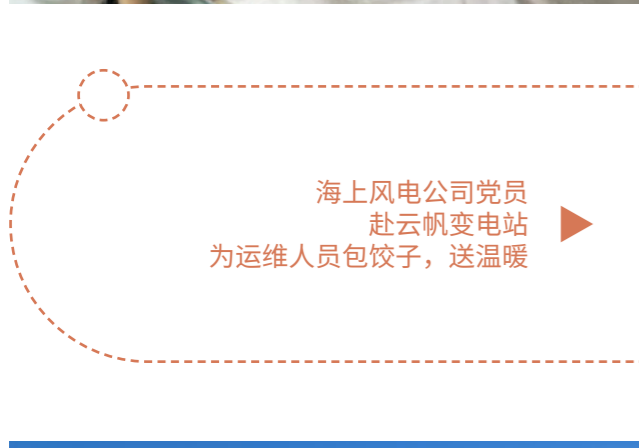 海上风电公司党员
赴云帆变电站
为运维人员包饺子，送温暖